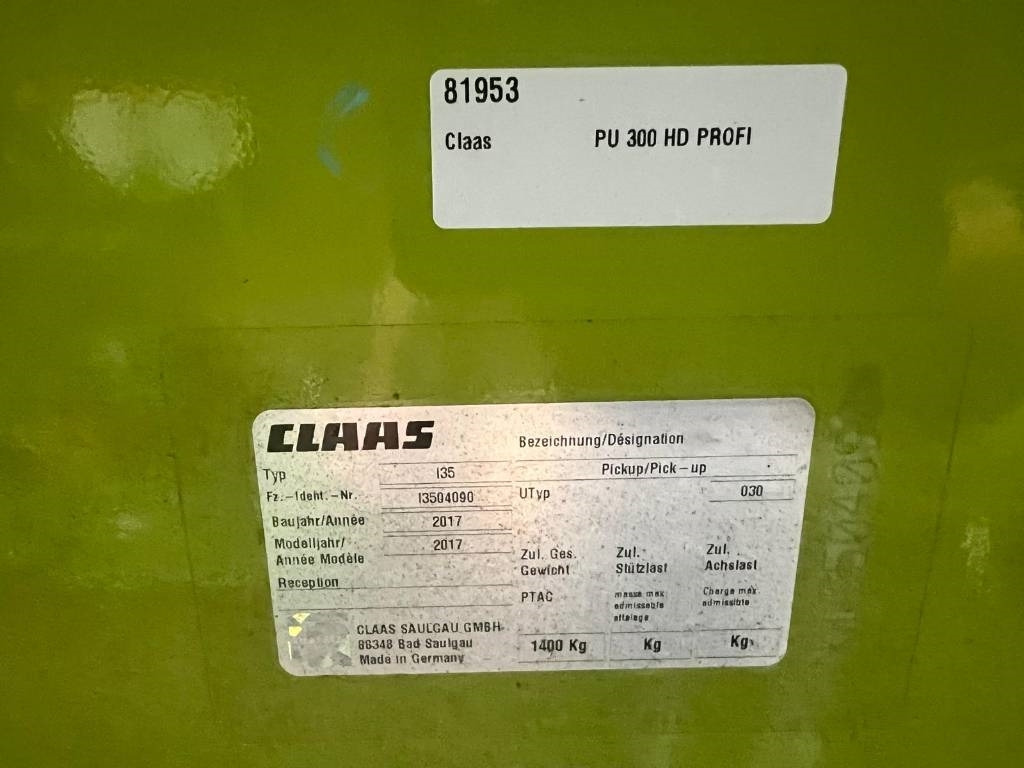 81953
Claas PU 300 HD PROFI
CLAAS
Bezeichnung/Désignation
Typ I35
Pickup/Pick-up
Fz.-Ident.-Nr. I3504090
UTyp 030
Baujahr/Année 2017
Modelljahr/ 2017
Année Modèle
Zul. Ges. Zul. Zul.
Gewicht Stützlast Achslast
Reception
PTAC masse max Charge max.
admissible admissible
attelage
CLAAS SAULGAU GMBH
88348 Bad Saulgau
Made in Germany
1400 Kg Kg Kg